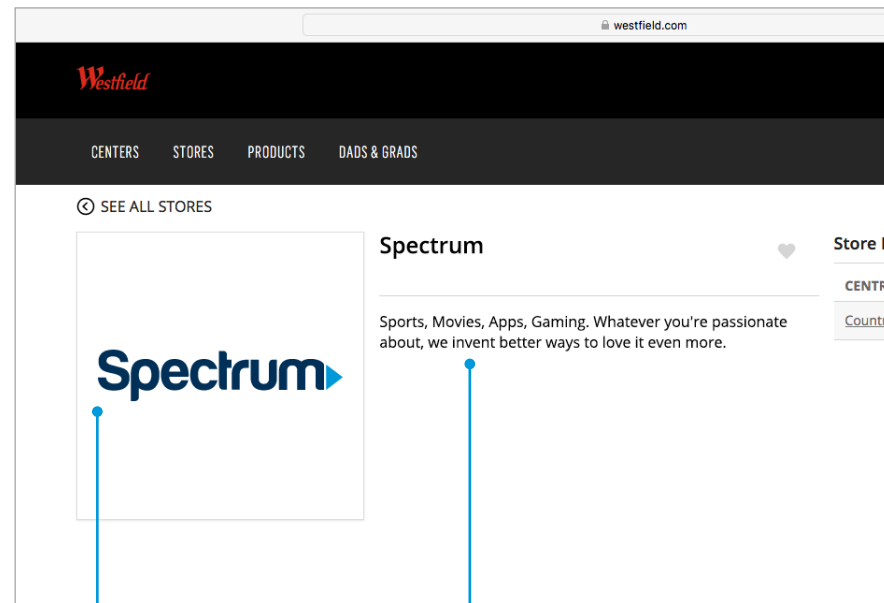 westfield.com
Westfield
CENTERS STORES PRODUCTS DADS & GRADS
SEE ALL STORES
Spectrum
Spectrum
Store
Sports, Movies, Apps, Gaming. Whatever you're passionate
about, we invent better ways to love it even more.